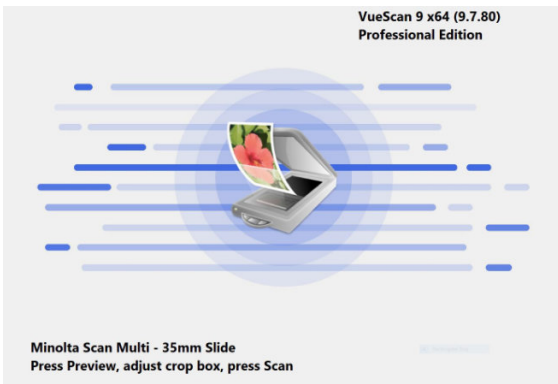 VueScan 9 x64 (9.7.80)
Professional Edition
Minolta Scan Multi - 35mm Slide
Press Preview, adjust crop box, press Scan